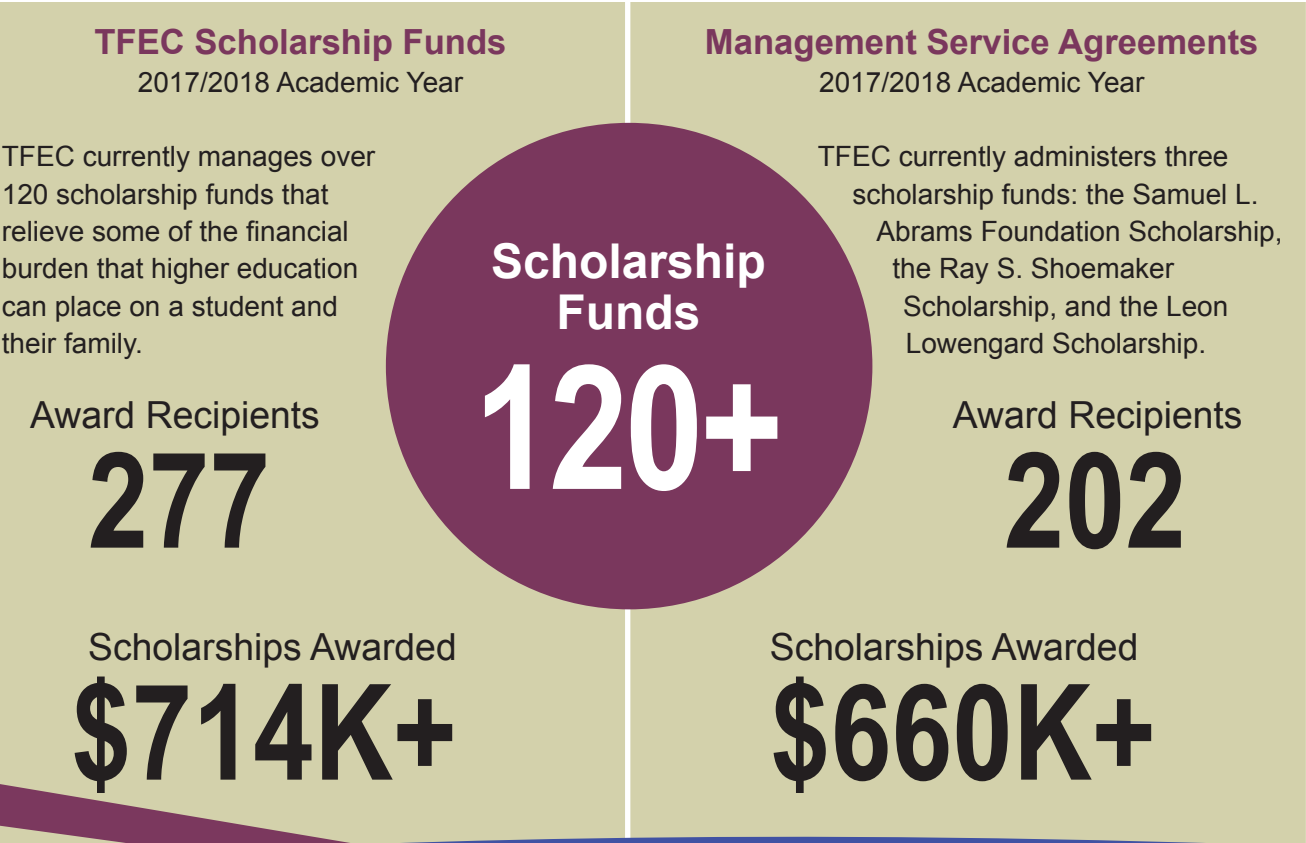 TFEC Scholarship Funds
2017/2018 Academic Year
TFEC currently manages over
120 scholarship funds that
relieve some of the financial
burden that higher education
can place on a student and
their family.
Award Recipients
277
Scholarships Awarded
$714K+
Scholarship
Funds
120+
Management Service Agreements
2017/2018 Academic Year
TFEC currently administers three
scholarship funds: the Samuel L.
Abrams Foundation Scholarship,
the Ray S. Shoemaker
Scholarship, and the Leon
Lowengard Scholarship.
Award Recipients
202
Scholarships Awarded
$660K+